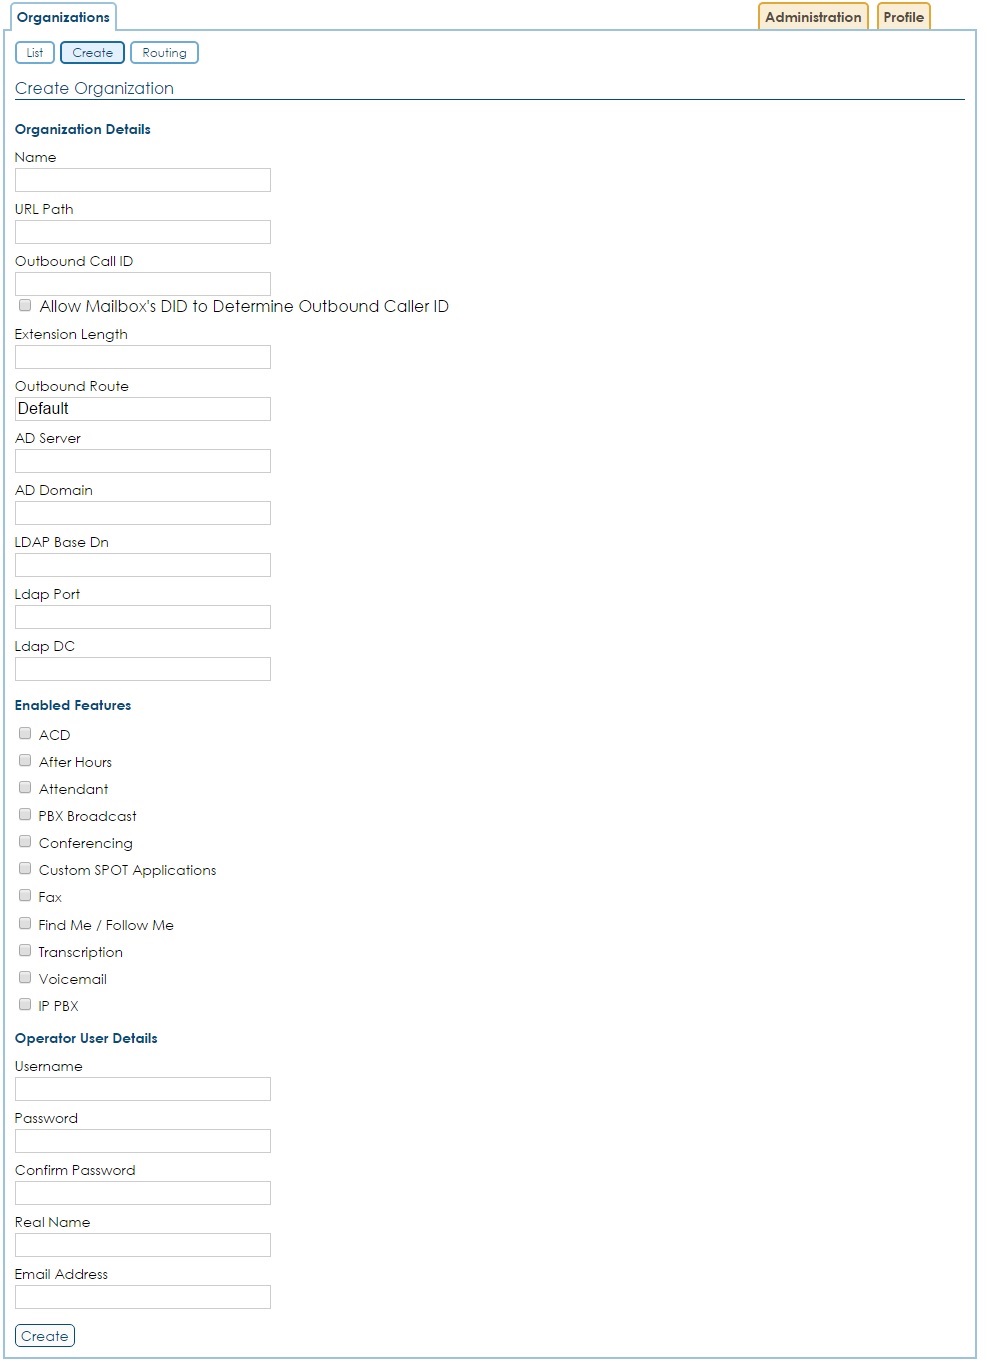 Organizations Administration Profile
List Create Routing
Create Organization
Organization Details
Name
URL Path
Outbound Call ID
Allow Mailbox's DID to Determine Outbound Caller ID
Extension Length
Outbound Route
Default
AD Server
AD Domain
LDAP Base Dn
Ldap Port
Ldap DC
Enabled Features
ACD
After Hours
Attendant
PBX Broadcast
Conferencing
Custom SPOT Applications
Fax
Find Me / Follow Me
Transcription
Voicemail
IP PBX
Operator User Details
Username
Password
Confirm Password
Real Name
Email Address
Create